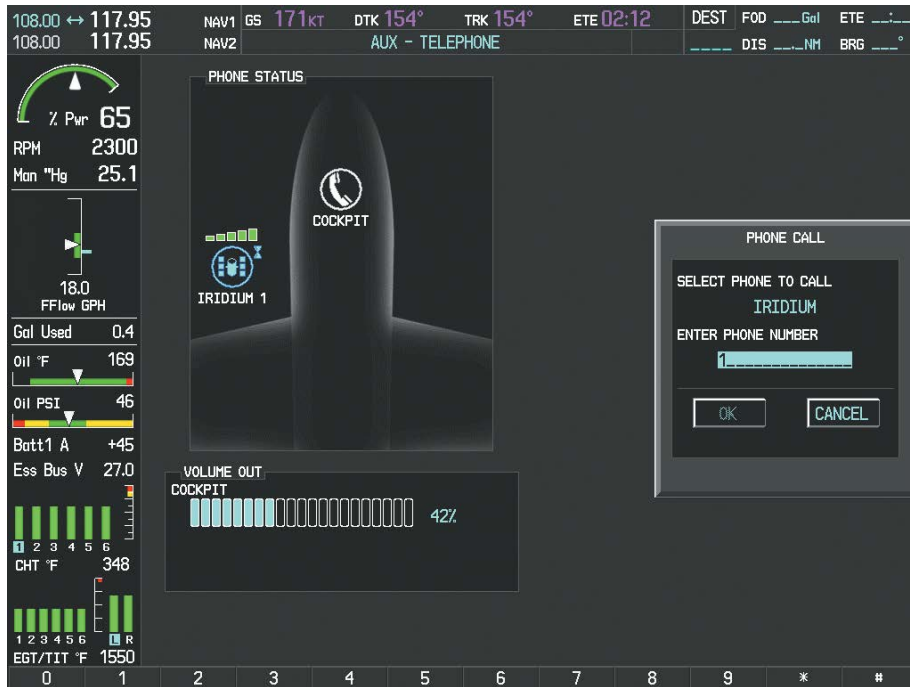 108.00 ↔ 117.95 NAV1 GS 171KT DTK 154° TRK 154° ETE 02:12 DEST FOD ___Gal ETE __:__
108.00 117.95 NAV2 AUX - TELEPHONE ____ DIS __._NM BRG ___°
% Pwr 65
RPM 2300
Man "Hg 25.1
18.0
FFlow GPH
Gal Used 0.4
Oil °F 169
Oil PSI 46
Batt1 A +45
Ess Bus V 27.0
1 2 3 4 5 6
CHT °F 348
1 2 3 4 5 6 L R
EGT/TIT °F 1550
PHONE STATUS
COCKPIT
IRIDIUM 1
VOLUME OUT
COCKPIT
42%
PHONE CALL
SELECT PHONE TO CALL
IRIDIUM
ENTER PHONE NUMBER
1______________
OK CANCEL
0 1 2 3 4 5 6 7 8 9 * #